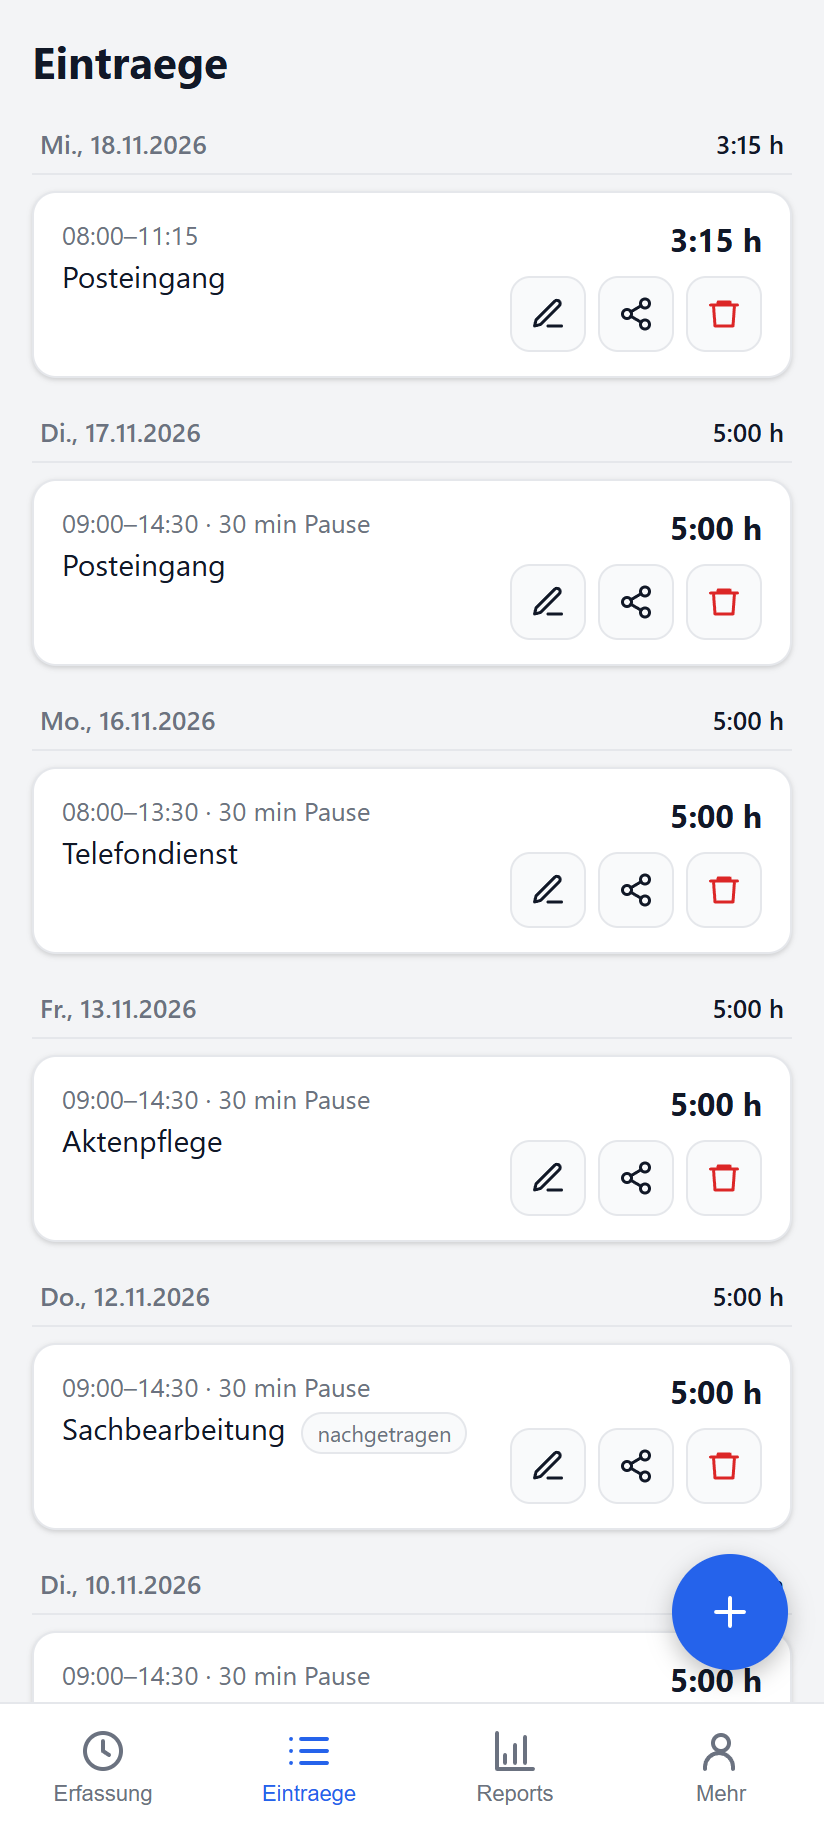 Eintraege
Mi., 18.11.2026 3:15 h
08:00–11:15 3:15 h
Posteingang
Di., 17.11.2026 5:00 h
09:00–14:30 · 30 min Pause 5:00 h
Posteingang
Mo., 16.11.2026 5:00 h
08:00–13:30 · 30 min Pause 5:00 h
Telefondienst
Fr., 13.11.2026 5:00 h
09:00–14:30 · 30 min Pause 5:00 h
Aktenpflege
Do., 12.11.2026 5:00 h
09:00–14:30 · 30 min Pause 5:00 h
Sachbearbeitung nachgetragen
Di., 10.11.2026
09:00–14:30 · 30 min Pause 5:00 h
Erfassung Eintraege Reports Mehr